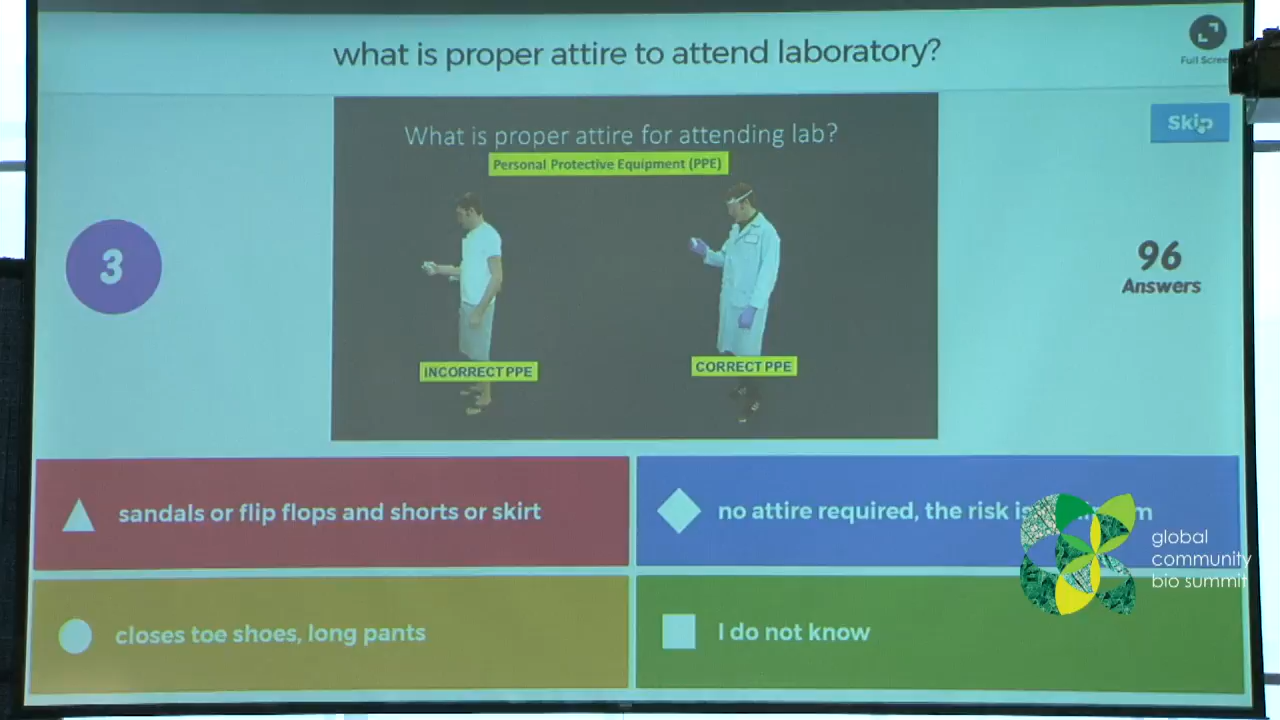 what is proper attire to attend laboratory?
Full Scree
Skip
What is proper attire for attending lab?
Personal Protective Equipment (PPE)
3
96
Answers
INCORRECT PPE
CORRECT PPE
sandals or flip flops and shorts or skirt
no attire required, the risk is
closes toe shoes, long pants
I do not know
global
community
bio summit